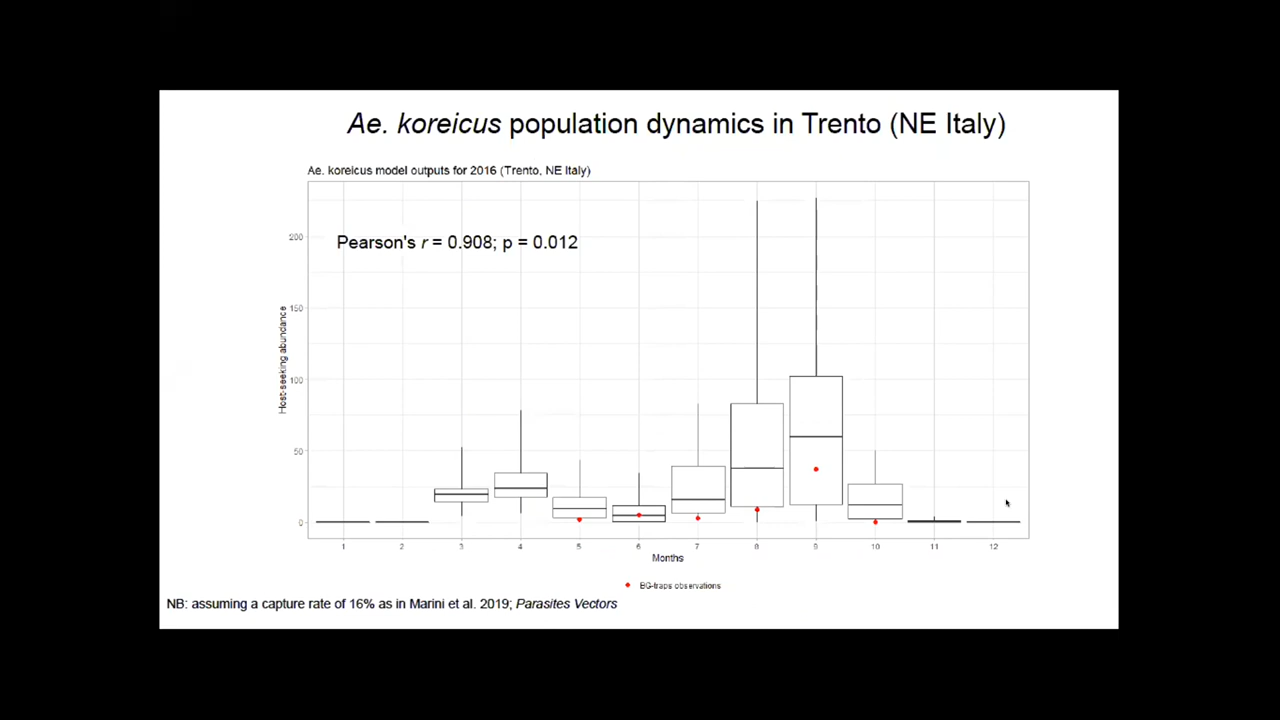 Ae. koreicus population dynamics in Trento (NE Italy)
Ae. koreicus model outputs for 2016 (Trento, NE Italy)
Pearson's r = 0.908; p = 0.012
200
150
100
50
0
Host-seeking abundance
1 2 3 4 5 6 7 8 9 10 11 12
Months
BG-traps observations
NB: assuming a capture rate of 16% as in Marini et al. 2019; Parasites Vectors